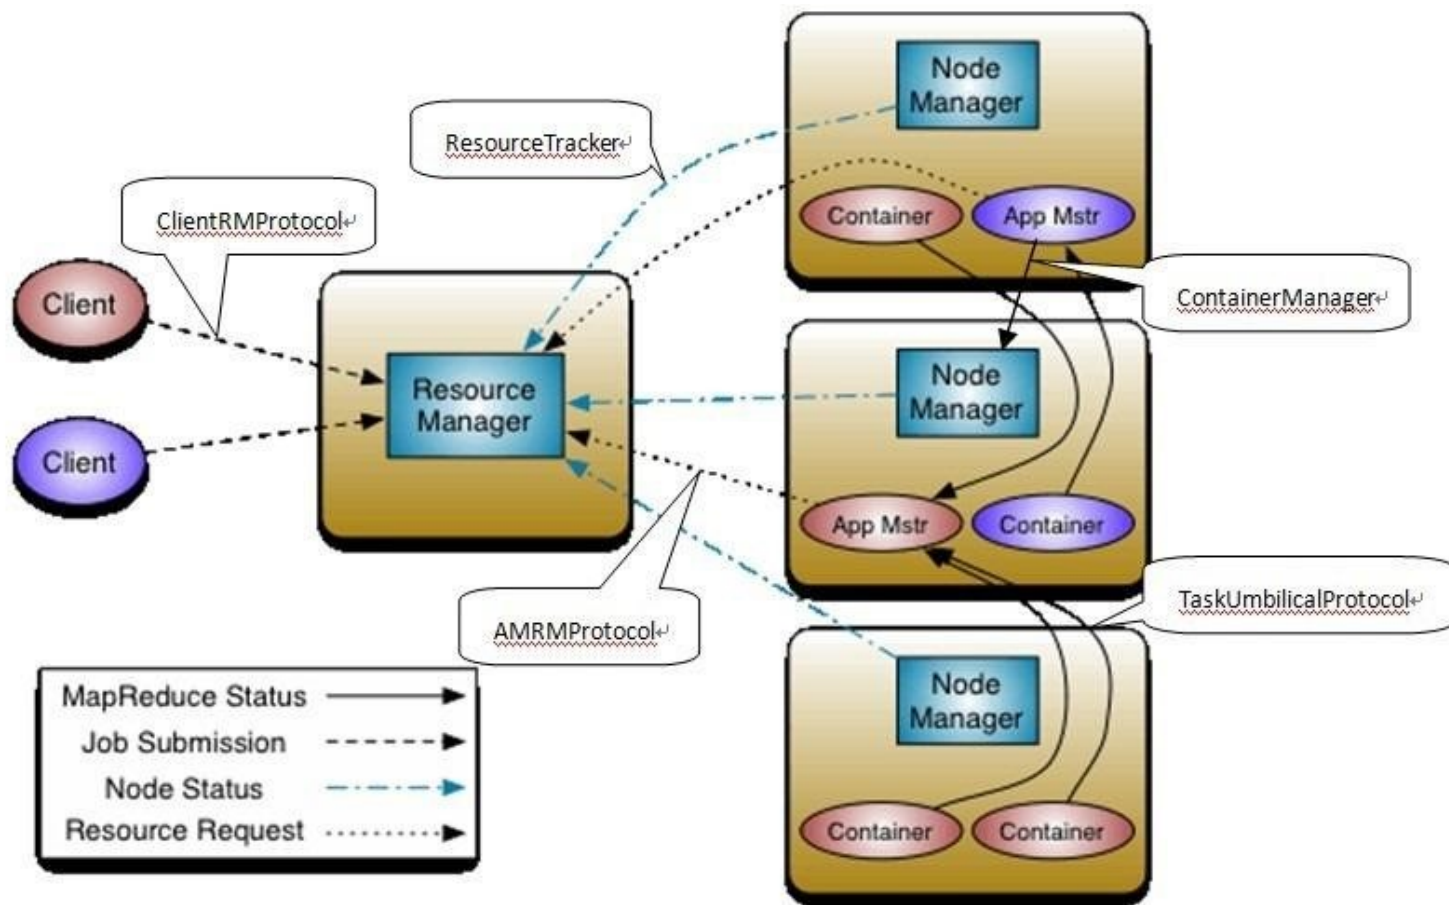 Node
Manager
ResourceTracker↵
ClientRMProtocol↵
Container
App Mstr
Client
ContainerManager↵
Resource
Manager
Node
Manager
Client
App Mstr
Container
TaskUmbilicalProtocol↵
AMRMProtocol↵
Node
Manager
Container
Container
MapReduce Status
Job Submission
Node Status
Resource Request